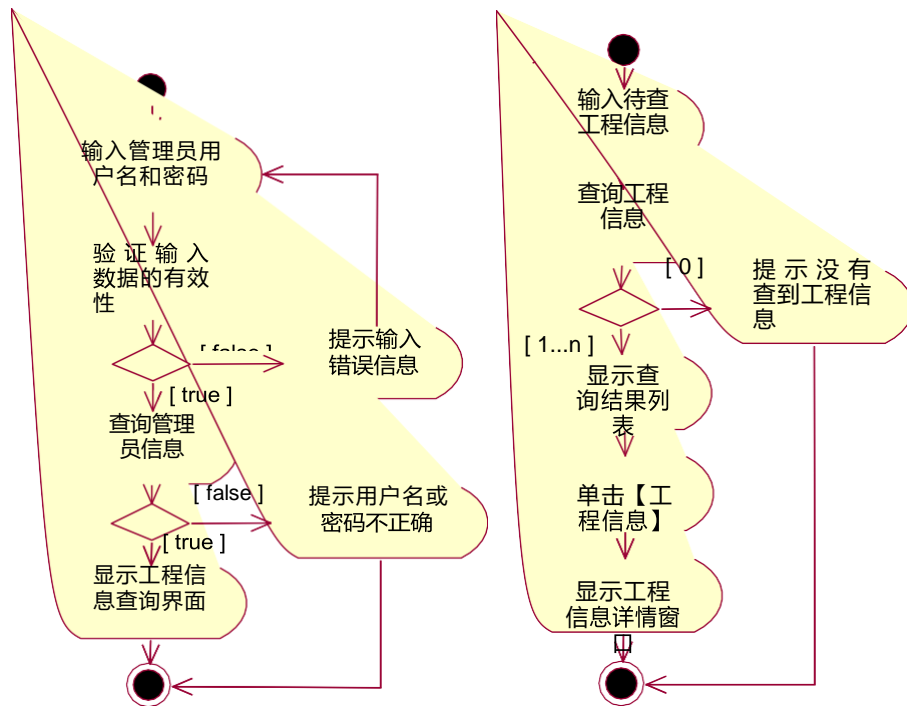 输入管理员用
户名和密码
验证输入
数据的有效
性
[ false ]
提示输入
错误信息
[ true ]
查询管理
员信息
[ false ]
提示用户名或
密码不正确
[ true ]
显示工程信
息查询界面
输入待查
工程信息
查询工程
信息
[ 0 ]
提示没有
查到工程信
息
[ 1...n ]
显示查
询结果列
表
单击【工
程信息】
显示工程
信息详情窗
口